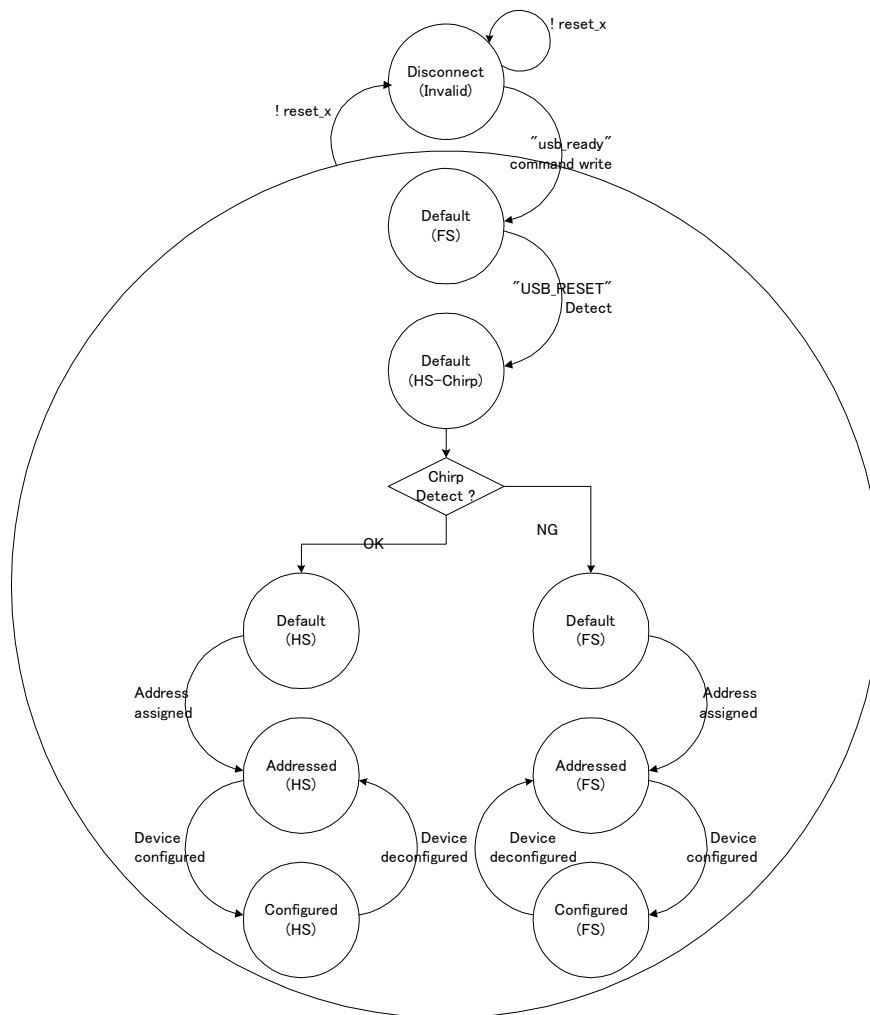 ! reset_x
Disconnect
(Invalid)
! reset_x
"usb_ready"
command write
Default
(FS)
"USB_RESET"
Detect
Default
(HS-Chirp)
Chirp
Detect ?
OK
NG
Default
(HS)
Default
(FS)
Address
assigned
Address
assigned
Addressed
(HS)
Addressed
(FS)
Device
configured
Device
deconfigured
Device
deconfigured
Device
configured
Configured
(HS)
Configured
(FS)